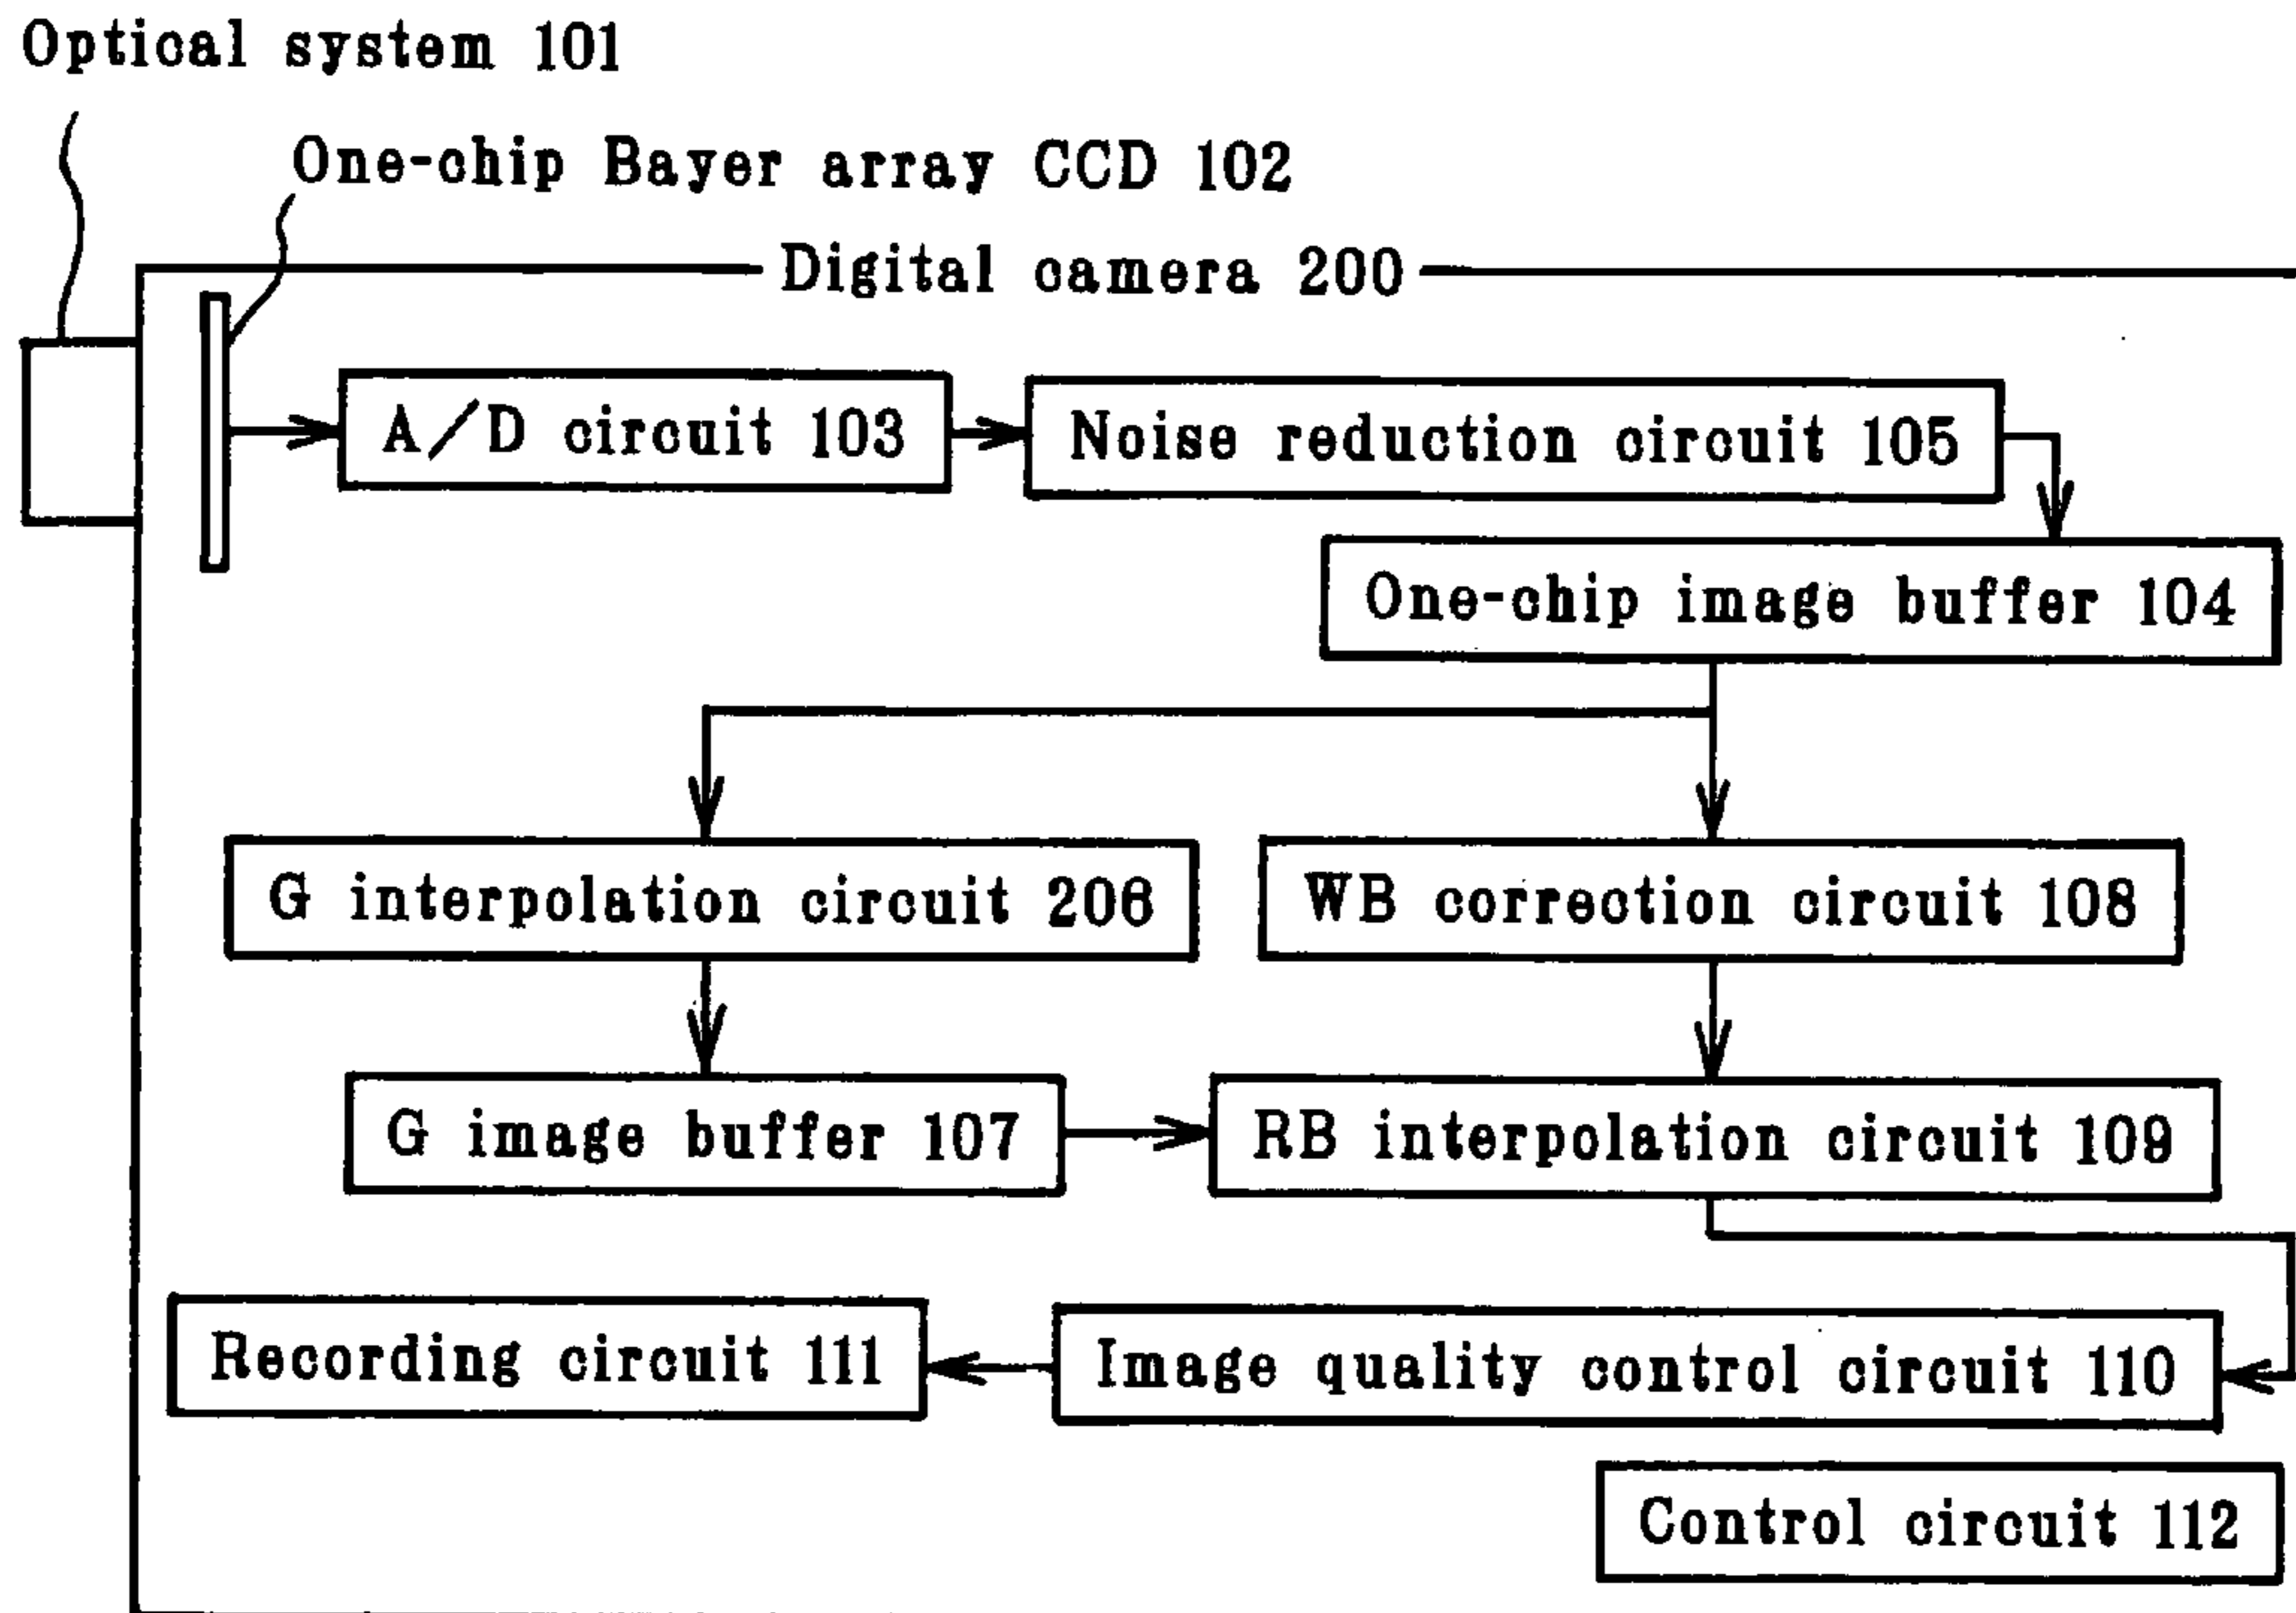 Optical system 101
One-chip Bayer array CCD 102
Digital camera 200
A/D circuit 103
Noise reduction circuit 105
One-chip image buffer 104
G interpolation circuit 206
WB correction circuit 108
G image buffer 107
RB interpolation circuit 109
Recording circuit 111
Image quality control circuit 110
Control circuit 112